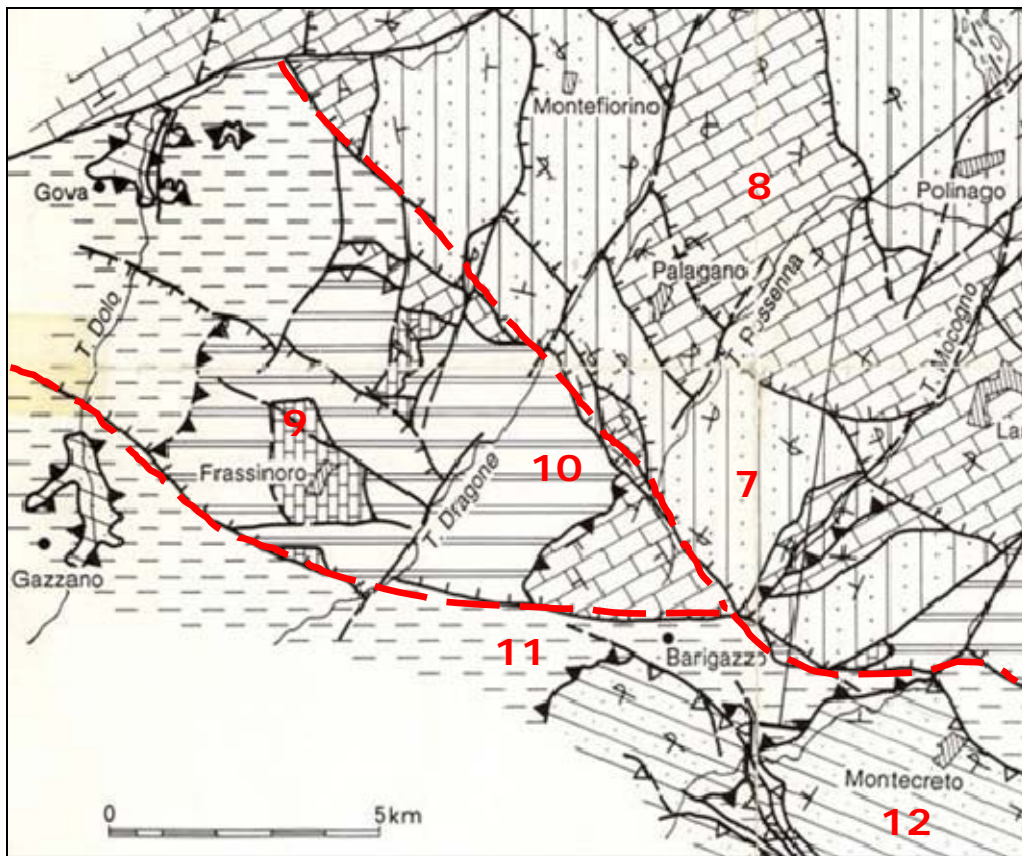 Montefiorino
8
Gova
Polinago
Palagano
T. Dolo
T. Rossenna
T. Mocogno
9
Frassinoro
10
7
T. Dragone
Gazzano
11
Barigazzo
Montecreto
12
0 5km